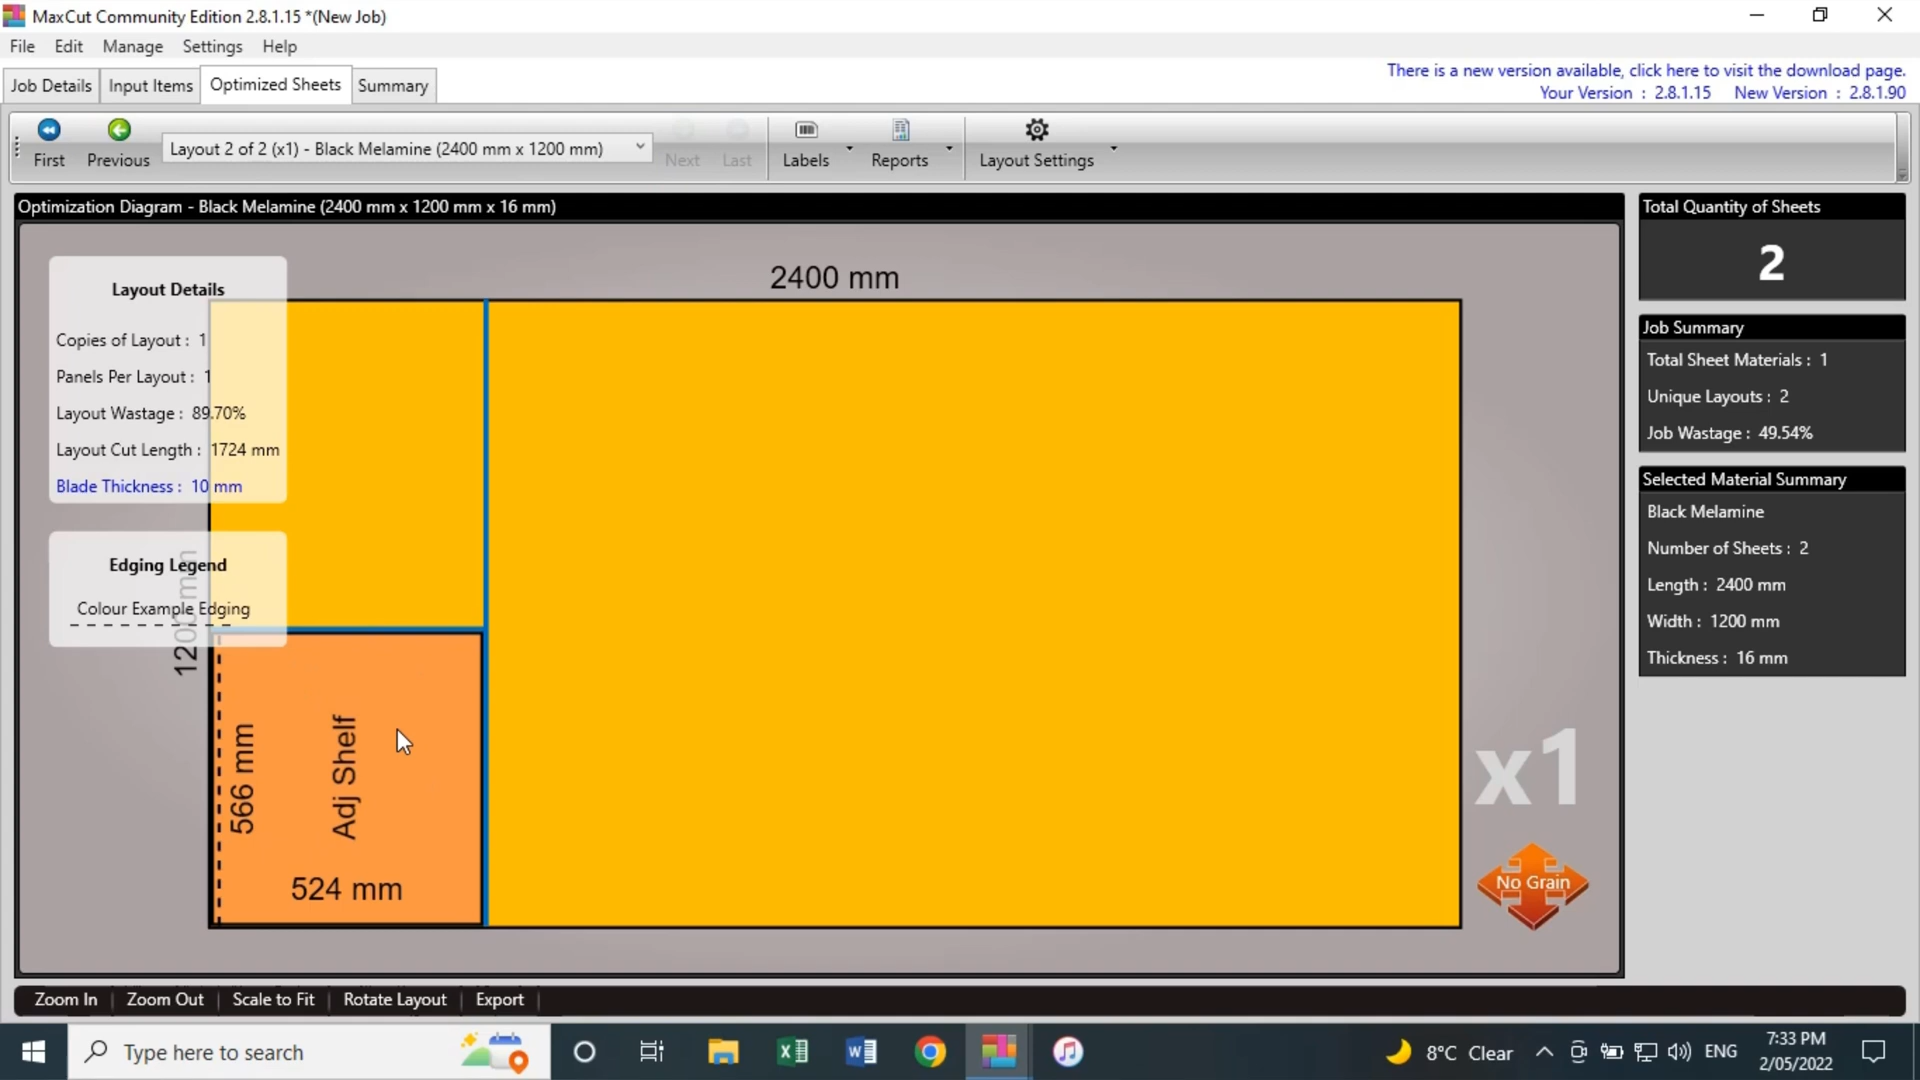 MaxCut Community Edition 2.8.1.15 *(New Job)
File Edit Manage Settings Help
Job Details Input Items Optimized Sheets Summary
There is a new version available, click here to visit the download page.
Your Version : 2.8.1.15 New Version : 2.8.1.90
First Previous Layout 2 of 2 (x1) - Black Melamine (2400 mm x 1200 mm) Next Last Labels Reports Layout Settings
Optimization Diagram - Black Melamine (2400 mm x 1200 mm x 16 mm)
2400 mm
Layout Details
Copies of Layout : 1
Panels Per Layout : 1
Layout Wastage : 89.70%
Layout Cut Length : 1724 mm
Blade Thickness : 10 mm
Edging Legend
Colour Example Edging
1200 mm
566 mm
Adj Shelf
524 mm
x1
No Grain
Total Quantity of Sheets
2
Job Summary
Total Sheet Materials : 1
Unique Layouts : 2
Job Wastage : 49.54%
Selected Material Summary
Black Melamine
Number of Sheets : 2
Length : 2400 mm
Width : 1200 mm
Thickness : 16 mm
Zoom In Zoom Out Scale to Fit Rotate Layout Export
Type here to search
8°C Clear
ENG
7:33 PM
2/05/2022